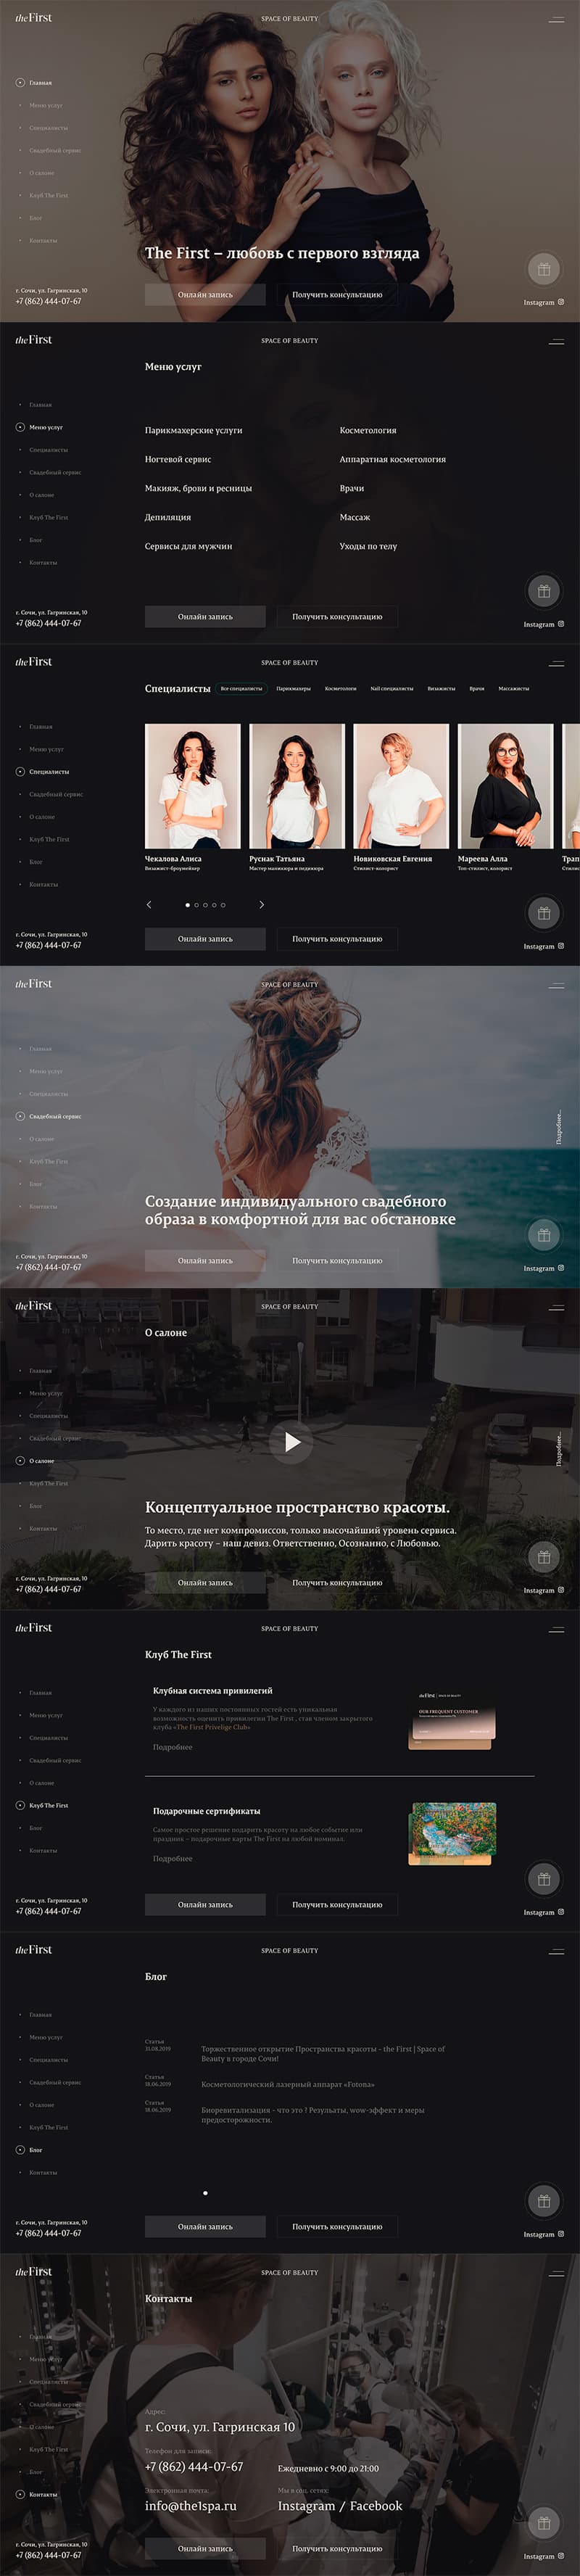 theFirst
SPACE OF BEAUTY
Главная
Меню услуг
Специалисты
Свадебный сервис
О салоне
Клуб The First
Блог
Контакты
The First – любовь с первого взгляда
г. Сочи, ул. Гагринская, 10
+7 (862) 444-07-67
Онлайн запись
Получить консультацию
Instagram
theFirst
SPACE OF BEAUTY
Меню услуг
Главная
Меню услуг
Специалисты
Свадебный сервис
О салоне
Клуб The First
Блог
Контакты
Парикмахерские услуги
Косметология
Ногтевой сервис
Аппаратная косметология
Макияж, брови и ресницы
Врачи
Депиляция
Массаж
Сервисы для мужчин
Уходы по телу
г. Сочи, ул. Гагринская, 10
+7 (862) 444-07-67
Онлайн запись
Получить консультацию
Instagram
theFirst
SPACE OF BEAUTY
Специалисты
Все специалисты
Парикмахеры
Косметологи
Nail специалисты
Визажисты
Врачи
Массажисты
Главная
Меню услуг
Специалисты
Свадебный сервис
О салоне
Клуб The First
Блог
Контакты
Чекалова Алиса
Визажист-броумейкер
Руснак Татьяна
Мастер маникюра и педикюра
Новиковская Евгения
Стилист-колорист
Мареева Алла
Топ-стилист, колорист
г. Сочи, ул. Гагринская, 10
+7 (862) 444-07-67
Онлайн запись
Получить консультацию
Instagram
theFirst
SPACE OF BEAUTY
Главная
Меню услуг
Специалисты
Свадебный сервис
О салоне
Клуб The First
Блог
Контакты
Подробнее...
Создание индивидуального свадебного
образа в комфортной для вас обстановке
г. Сочи, ул. Гагринская, 10
+7 (862) 444-07-67
Онлайн запись
Получить консультацию
Instagram
theFirst
SPACE OF BEAUTY
О салоне
Главная
Меню услуг
Специалисты
Свадебный сервис
О салоне
Клуб The First
Блог
Контакты
Подробнее...
Концептуальное пространство красоты.
То место, где нет компромиссов, только высочайший уровень сервиса.
Дарить красоту – наш девиз. Ответственно, Осознанно, с Любовью.
г. Сочи, ул. Гагринская, 10
+7 (862) 444-07-67
Онлайн запись
Получить консультацию
Instagram
theFirst
SPACE OF BEAUTY
Клуб The First
Главная
Меню услуг
Специалисты
Свадебный сервис
О салоне
Клуб The First
Блог
Контакты
Клубная система привилегий
У каждого из наших постоянных гостей есть уникальная
возможность оценить привилегии The First , став членом закрытого
клуба «The First Privelige Club»
Подробнее
theFirst SPACE OF BEAUTY
OUR FREQUENT CUSTOMER
Подарочные сертификаты
Самое простое решение подарить красоту на любое событие или
праздник – подарочные карты The First на любой номинал.
Подробнее
г. Сочи, ул. Гагринская, 10
+7 (862) 444-07-67
Онлайн запись
Получить консультацию
Instagram
theFirst
SPACE OF BEAUTY
Блог
Главная
Меню услуг
Специалисты
Свадебный сервис
О салоне
Клуб The First
Блог
Контакты
Статья
31.08.2019
Торжественное открытие Пространства красоты - the First | Space of
Beauty в городе Сочи!
Статья
18.06.2019
Косметологический лазерный аппарат «Fotona»
Статья
18.06.2019
Биоревитализация - что это ? Результаты, wow-эффект и меры
предосторожности.
г. Сочи, ул. Гагринская, 10
+7 (862) 444-07-67
Онлайн запись
Получить консультацию
Instagram
theFirst
SPACE OF BEAUTY
Контакты
Главная
Меню услуг
Специалисты
Свадебный сервис
О салоне
Клуб The First
Блог
Контакты
Адрес:
г. Сочи, ул. Гагринская 10
Телефон для записи:
+7 (862) 444-07-67
Ежедневно с 9:00 до 21:00
Электронная почта:
Мы в соц. сетях:
info@the1spa.ru
Instagram / Facebook
г. Сочи, ул. Гагринская, 10
+7 (862) 444-07-67
Онлайн запись
Получить консультацию
Instagram